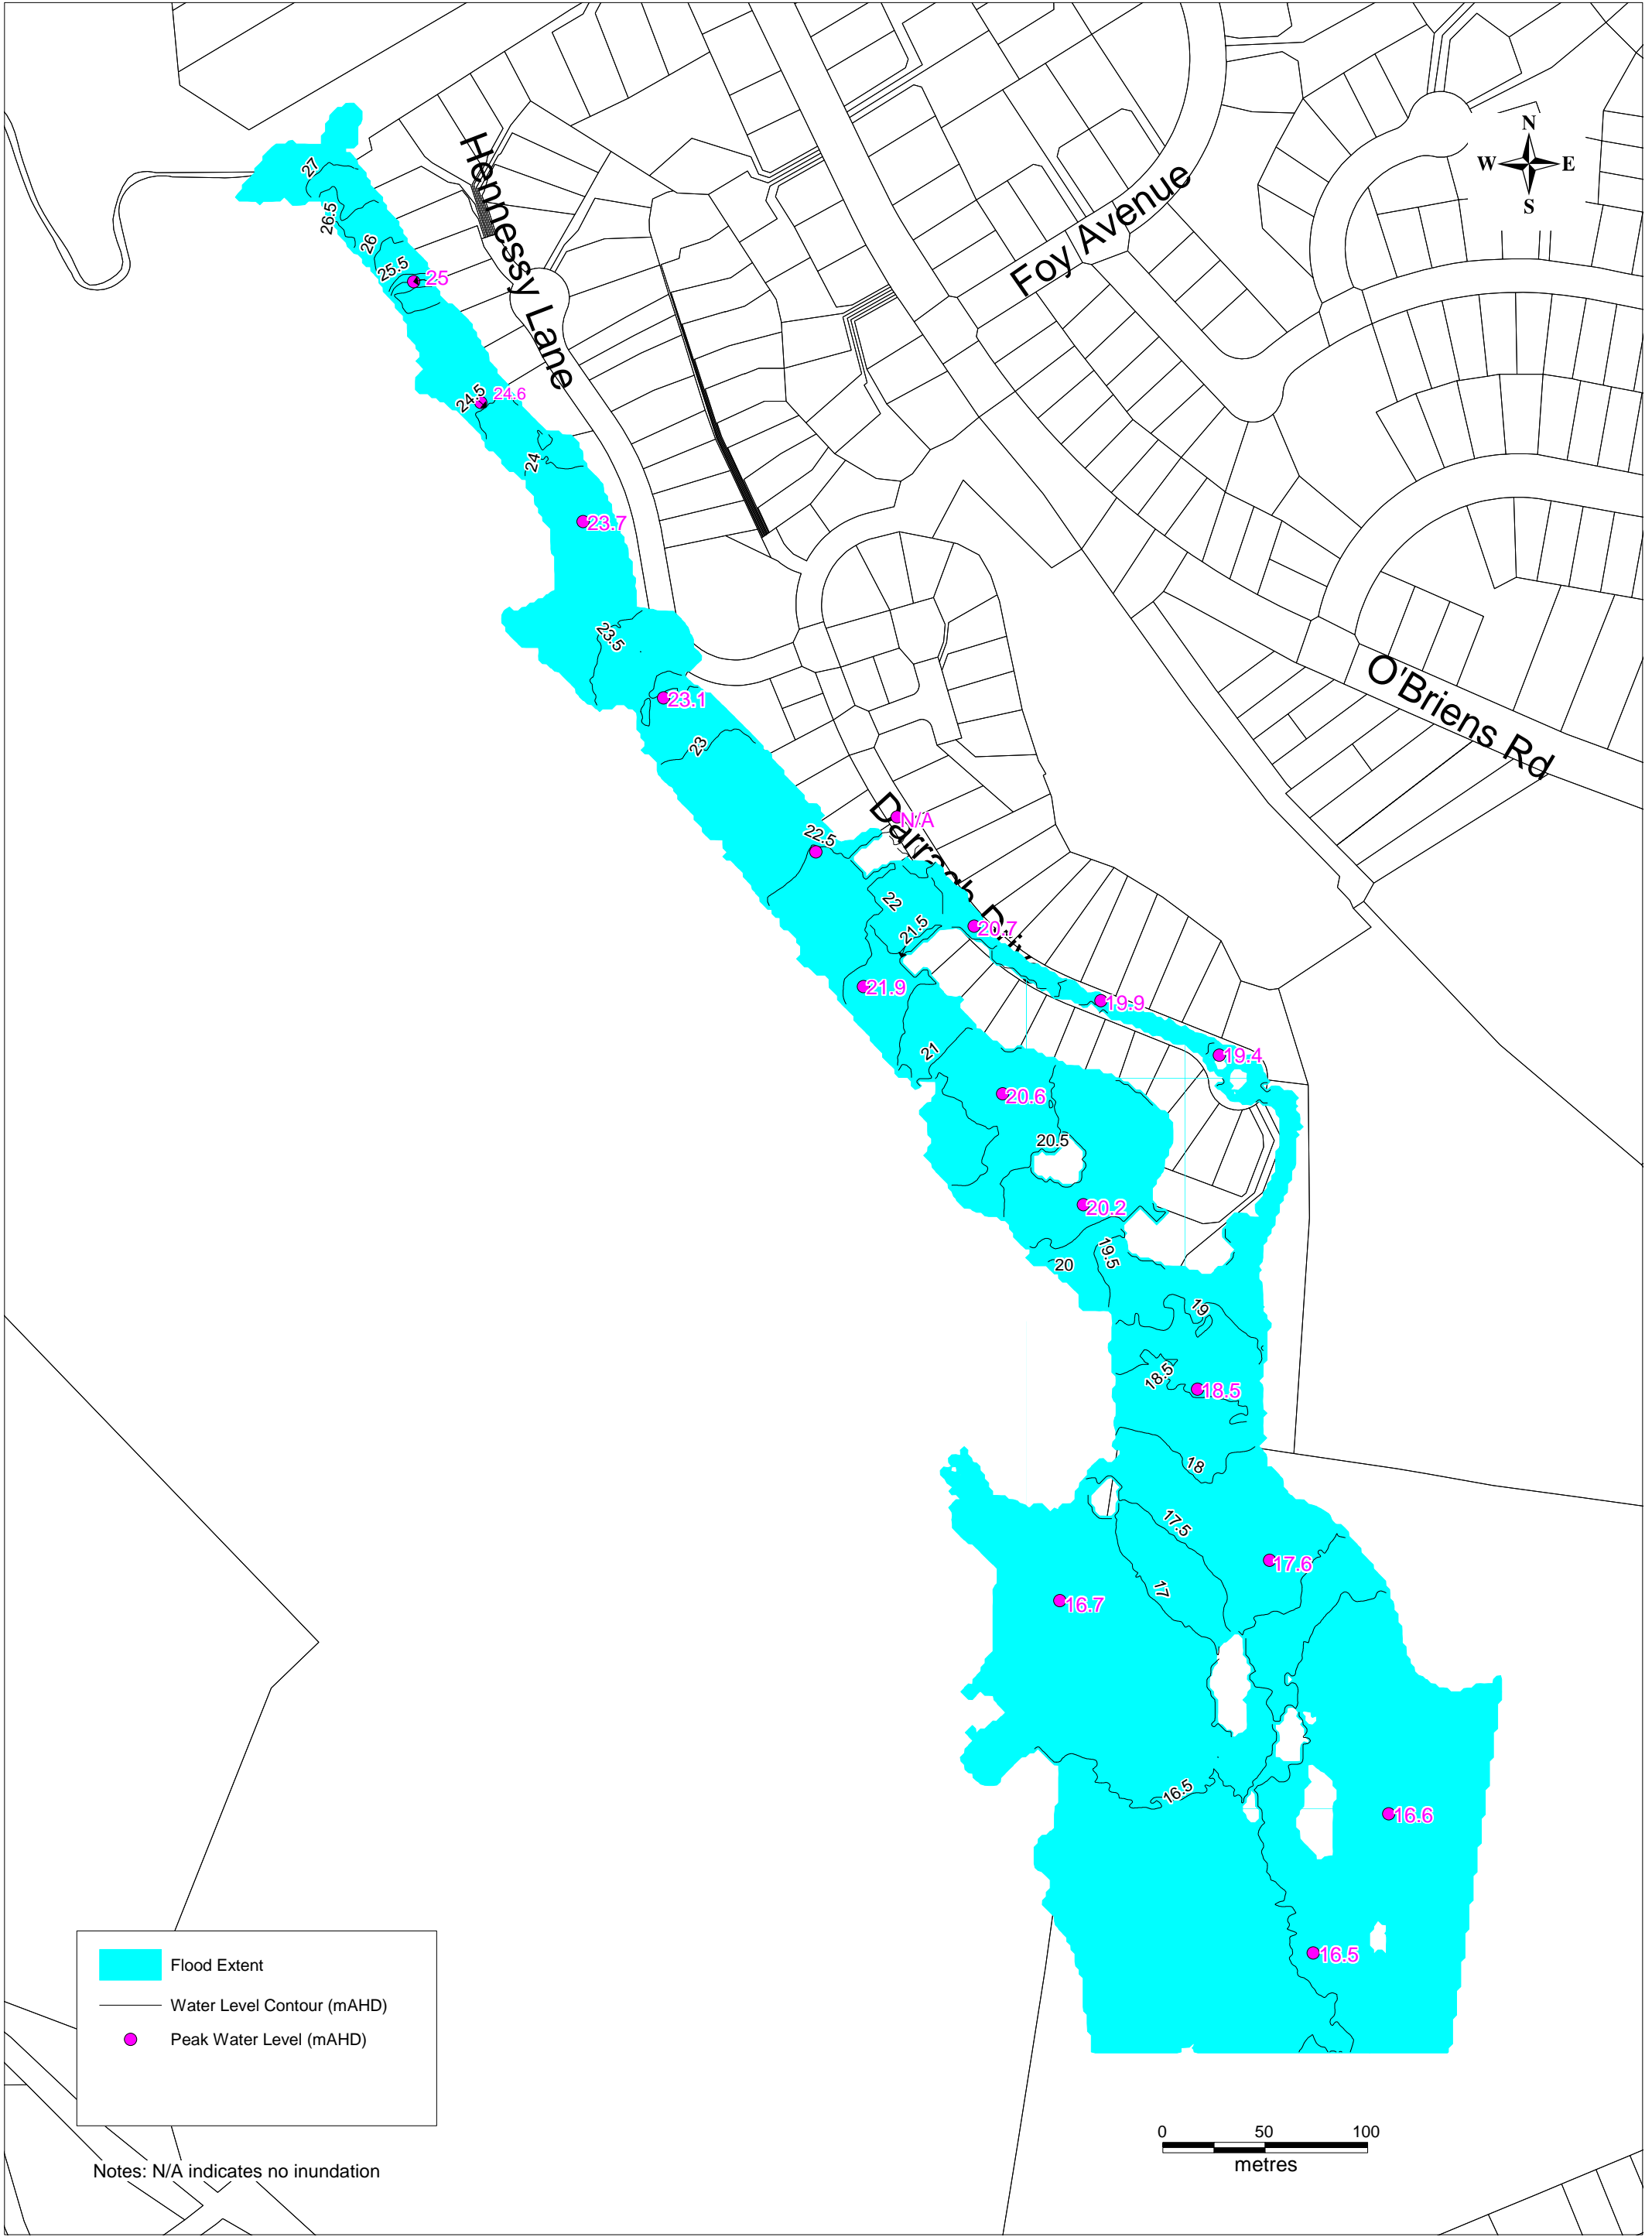 N
W E
S
Hennessy Lane
Foy Avenue
O'Briens Rd
27
26.5
26
25.5
25
24.5
24.6
24
23.7
23.5
23.1
23
N/A
22.5
22
21.5
20.7
21.9
19.9
19.4
21
20.6
20.5
20.2
19.5
20
19
18.5
18.5
18
17.5
17.6
17
16.7
16.5
16.6
16.5
Flood Extent
Water Level Contour (mAHD)
Peak Water Level (mAHD)
Notes: N/A indicates no inundation
0 50 100
metres